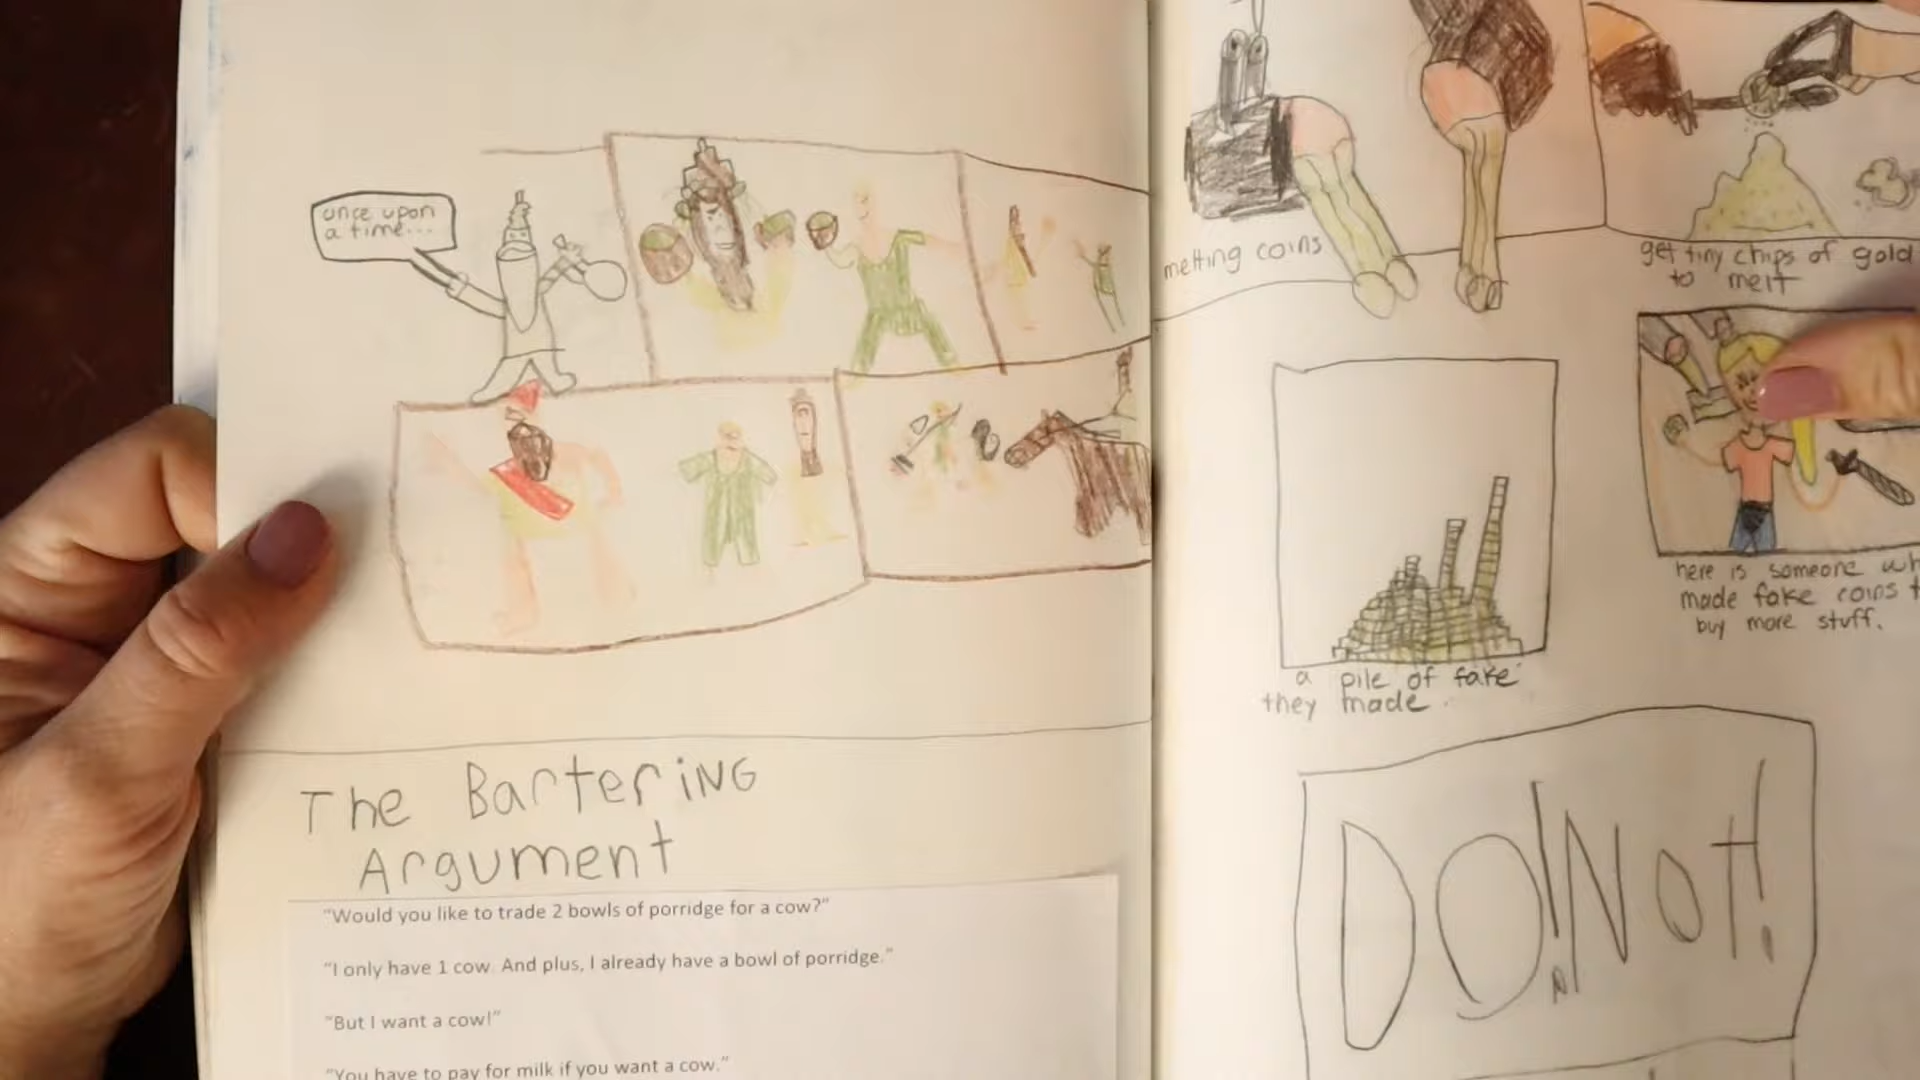 once upon
a time...
The Bartering
Argument
"Would you like to trade 2 bowls of porridge for a cow?"
"I only have 1 cow. And plus, I already have a bowl of porridge."
"But I want a cow!"
"You have to pay for milk if you want a cow."
melting coins
get tiny chips of gold
to melt
a pile of fake
they made.
here is someone
made fake coins
buy more stuff.
DO! Not!